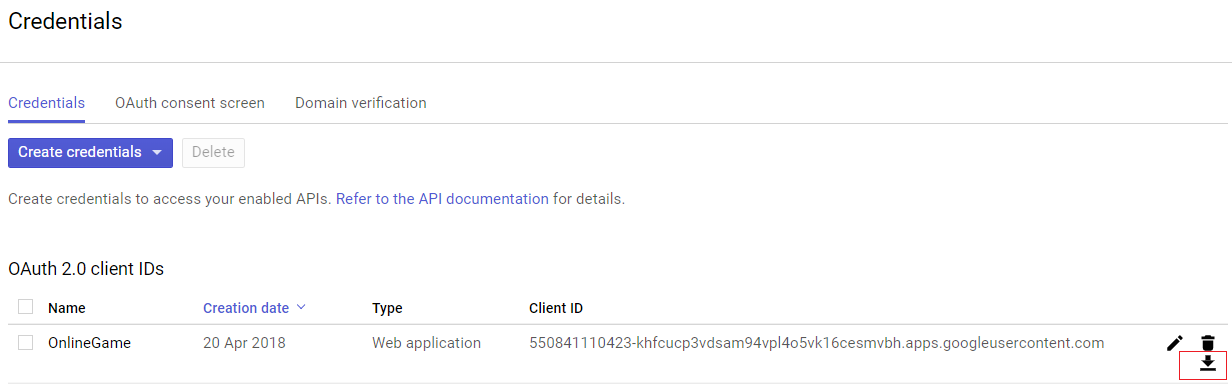 Credentials
Credentials OAuth consent screen Domain verification
Create credentials Delete
Create credentials to access your enabled APIs. Refer to the API documentation for details.
OAuth 2.0 client IDs
Name Creation date Type Client ID
OnlineGame 20 Apr 2018 Web application 550841110423-khfcucp3vdsam94vpl4o5vk16cesmvbh.apps.googleusercontent.com